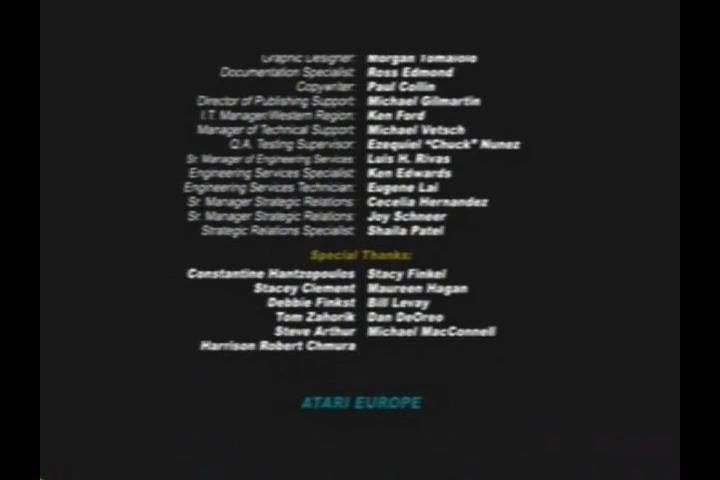 Graphic Designer: Morgan Tomaiolo
Documentation Specialist: Ross Edmond
Copywriter: Paul Collin
Director of Publishing Support: Michael Gilmartin
I.T. Manager/Western Region: Ken Ford
Manager of Technical Support: Michael Vetsch
Q.A. Testing Supervisor: Ezequiel "Chuck" Nunez
Sr. Manager of Engineering Services: Luis H. Rivas
Engineering Services Specialist: Ken Edwards
Engineering Services Technician: Eugene Lai
Sr. Manager Strategic Relations: Cecelia Hernandez
Sr. Manager Strategic Relations: Joy Schneer
Strategic Relations Specialist: Shaila Patel
Special Thanks:
Constantine Hantzopoulos Stacy Finkel
Stacey Clement Maureen Hagan
Debbie Finkst Bill Levay
Tom Zahorik Dan DeOreo
Steve Arthur Michael MacConnell
Harrison Robert Chmura
ATARI EUROPE